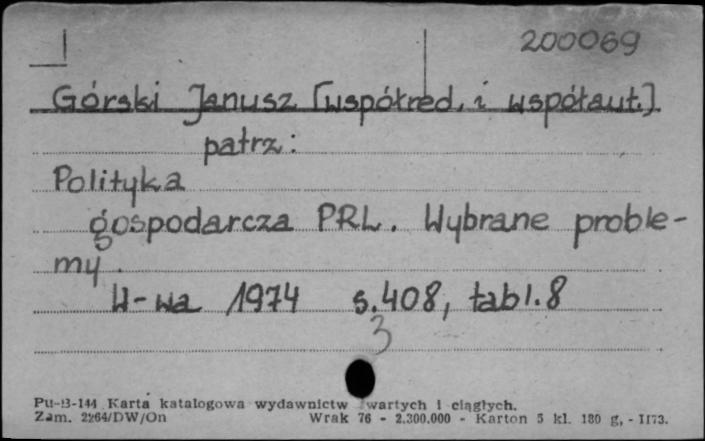 200069
Górski Janusz [współred. i współaut.]
patrz:
Polityka
gospodarcza PRL. Wybrane proble-
my.
W-wa 1974 s.408, tabl.8
3
Pu-B-144 Karta katalogowa wydawnictw zwartych i ciągłych.
Zam. 2264/DW/On Wrak 76 - 2.300.000 - Karton 5 kl. 180 g, - II73.